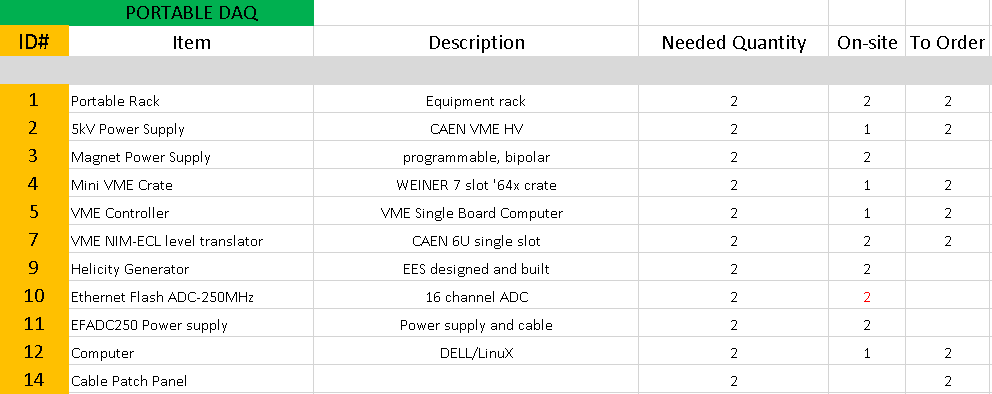 PORTABLE DAQ
ID# Item Description Needed Quantity On-site To Order
1 Portable Rack Equipment rack 2 2 2
2 5kV Power Supply CAEN VME HV 2 1 2
3 Magnet Power Supply programmable, bipolar 2 2
4 Mini VME Crate WEINER 7 slot '64x crate 2 1 2
5 VME Controller VME Single Board Computer 2 1 2
7 VME NIM-ECL level translator CAEN 6U single slot 2 2 2
9 Helicity Generator EES designed and built 2 2
10 Ethernet Flash ADC-250MHz 16 channel ADC 2 2
11 EFADC250 Power supply Power supply and cable 2 2
12 Computer DELL/LinuX 2 1 2
14 Cable Patch Panel 2 2